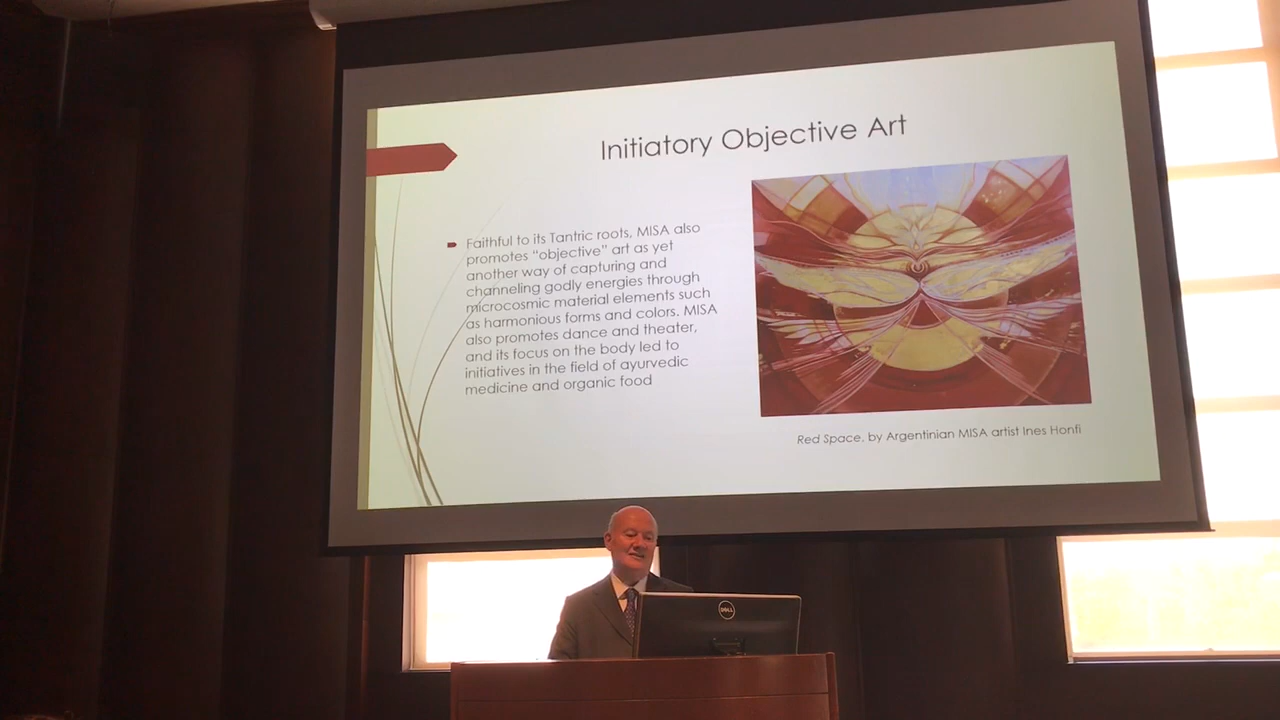 Initiatory Objective Art
Faithful to its Tantric roots, MISA also
promotes “objective” art as yet
another way of capturing and
channeling godly energies through
microcosmic material elements such
as harmonious forms and colors. MISA
also promotes dance and theater,
and its focus on the body led to
initiatives in the field of ayurvedic
medicine and organic food
Red Space, by Argentinian MISA artist Ines Honfi
DELL